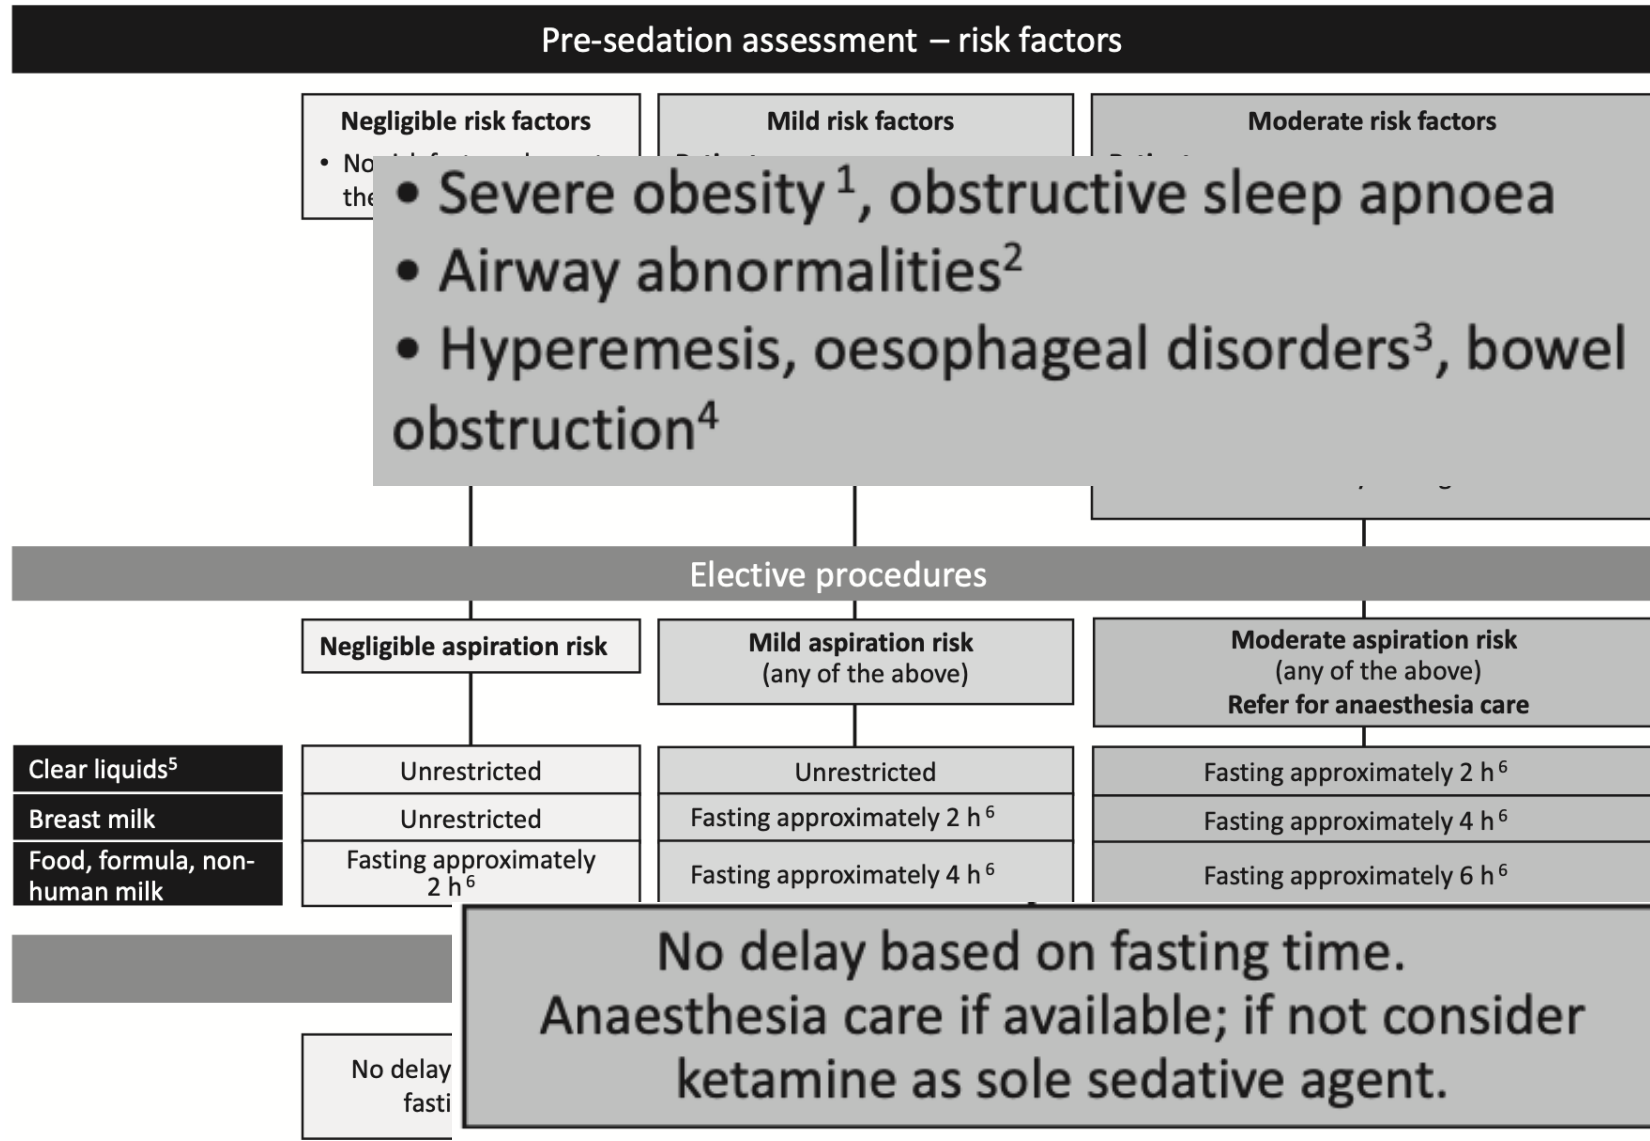 Pre-sedation assessment – risk factors
Negligible risk factors
Mild risk factors
Moderate risk factors
• No
the
• Severe obesity ¹, obstructive sleep apnoea
• Airway abnormalities²
• Hyperemesis, oesophageal disorders³, bowel
obstruction⁴
Elective procedures
Negligible aspiration risk
Mild aspiration risk
(any of the above)
Moderate aspiration risk
(any of the above)
Refer for anaesthesia care
Clear liquids⁵
Unrestricted
Unrestricted
Fasting approximately 2 h ⁶
Breast milk
Unrestricted
Fasting approximately 2 h ⁶
Fasting approximately 4 h ⁶
Food, formula, non-
human milk
Fasting approximately
2 h ⁶
Fasting approximately 4 h ⁶
Fasting approximately 6 h ⁶
No delay based on fasting time.
Anaesthesia care if available; if not consider
ketamine as sole sedative agent.
No delay
fasti